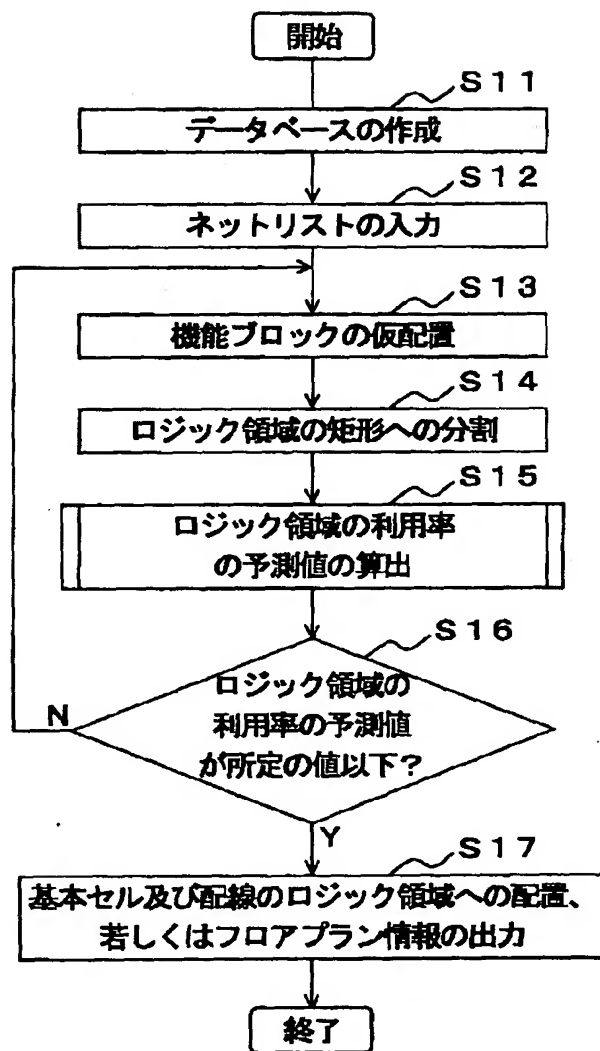 開始
S11
データベースの作成
S12
ネットリストの入力
S13
機能ブロックの仮配置
S14
ロジック領域の矩形への分割
S15
ロジック領域の利用率
の予測値の算出
S16
ロジック領域の
利用率の予測値
が所定の値以下？
N
Y
S17
基本セル及び配線のロジック領域への配置、
若しくはフロアプラン情報の出力
終了